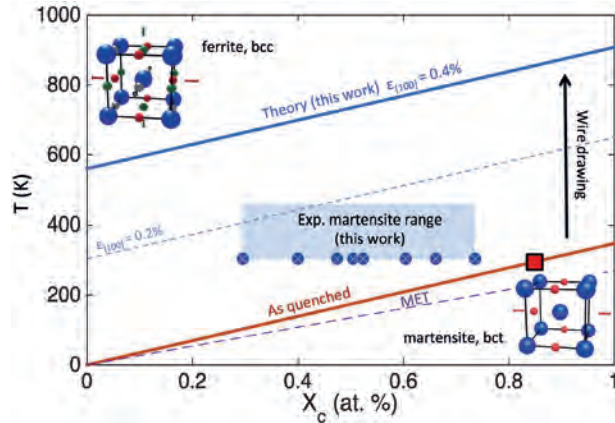 1000
800
600
400
200
0
T (K)
ferrite, bcc
Theory (this work) ε[100] = 0.4%
ε[100] = 0.2%
Exp. martensite range
(this work)
Wire drawing
As quenched
MET
martensite, bct
0
0.2
0.4
0.6
0.8
1
Xc (at. %)